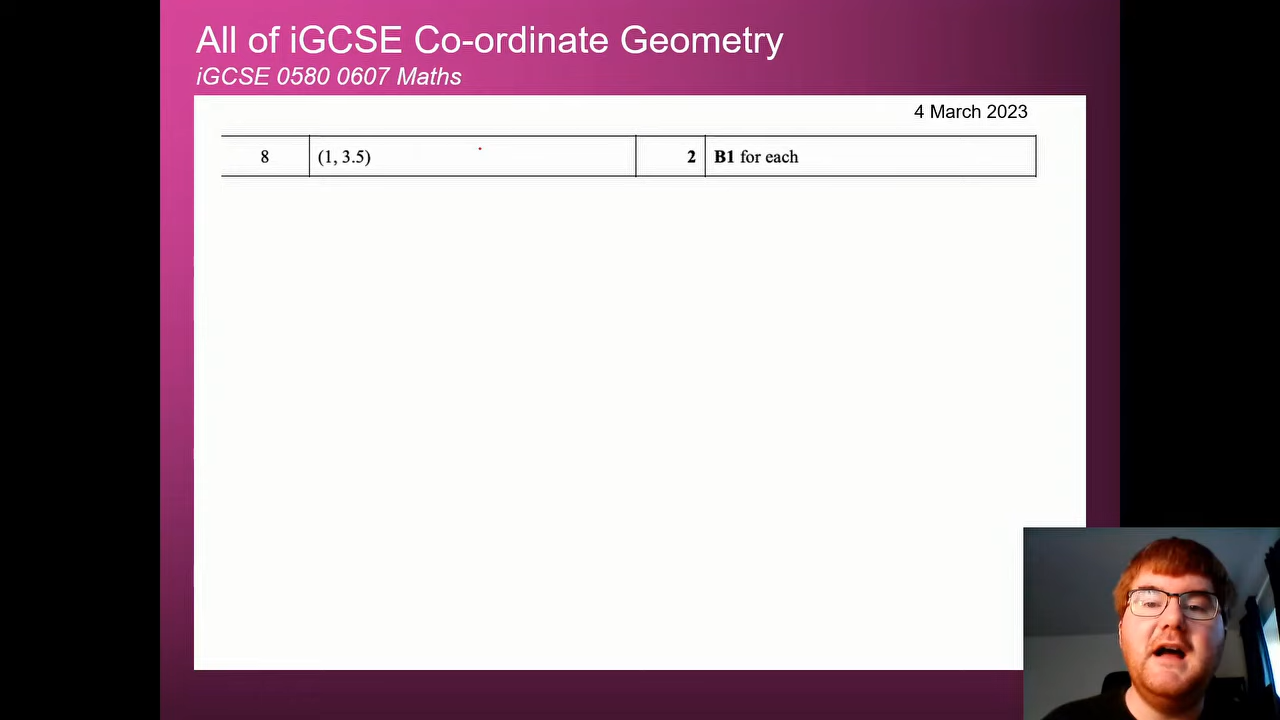 All of iGCSE Co-ordinate Geometry
iGCSE 0580 0607 Maths
4 March 2023
8 (1, 3.5) 2 B1 for each